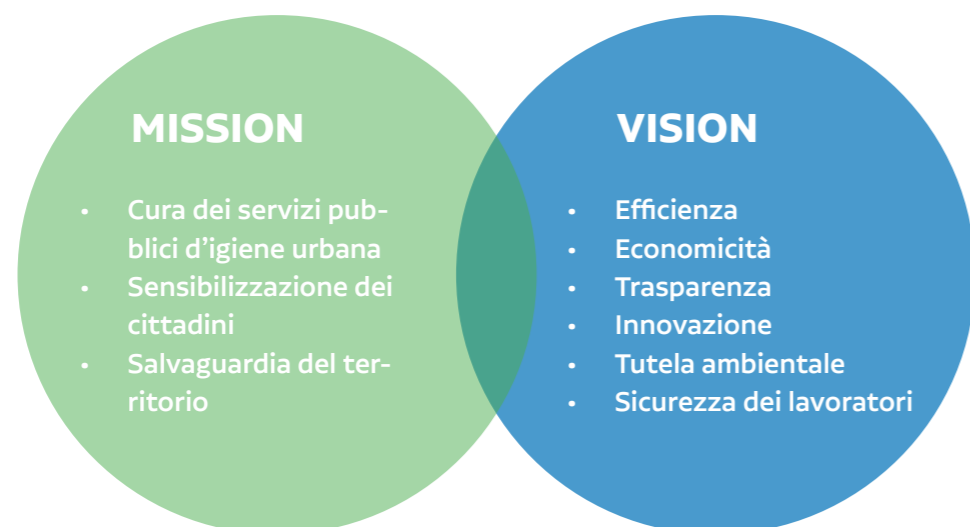 MISSION
• Cura dei servizi pub-
blici d’igiene urbana
• Sensibilizzazione dei
cittadini
• Salvaguardia del ter-
ritorio
VISION
• Efficienza
• Economicità
• Trasparenza
• Innovazione
• Tutela ambientale
• Sicurezza dei lavoratori